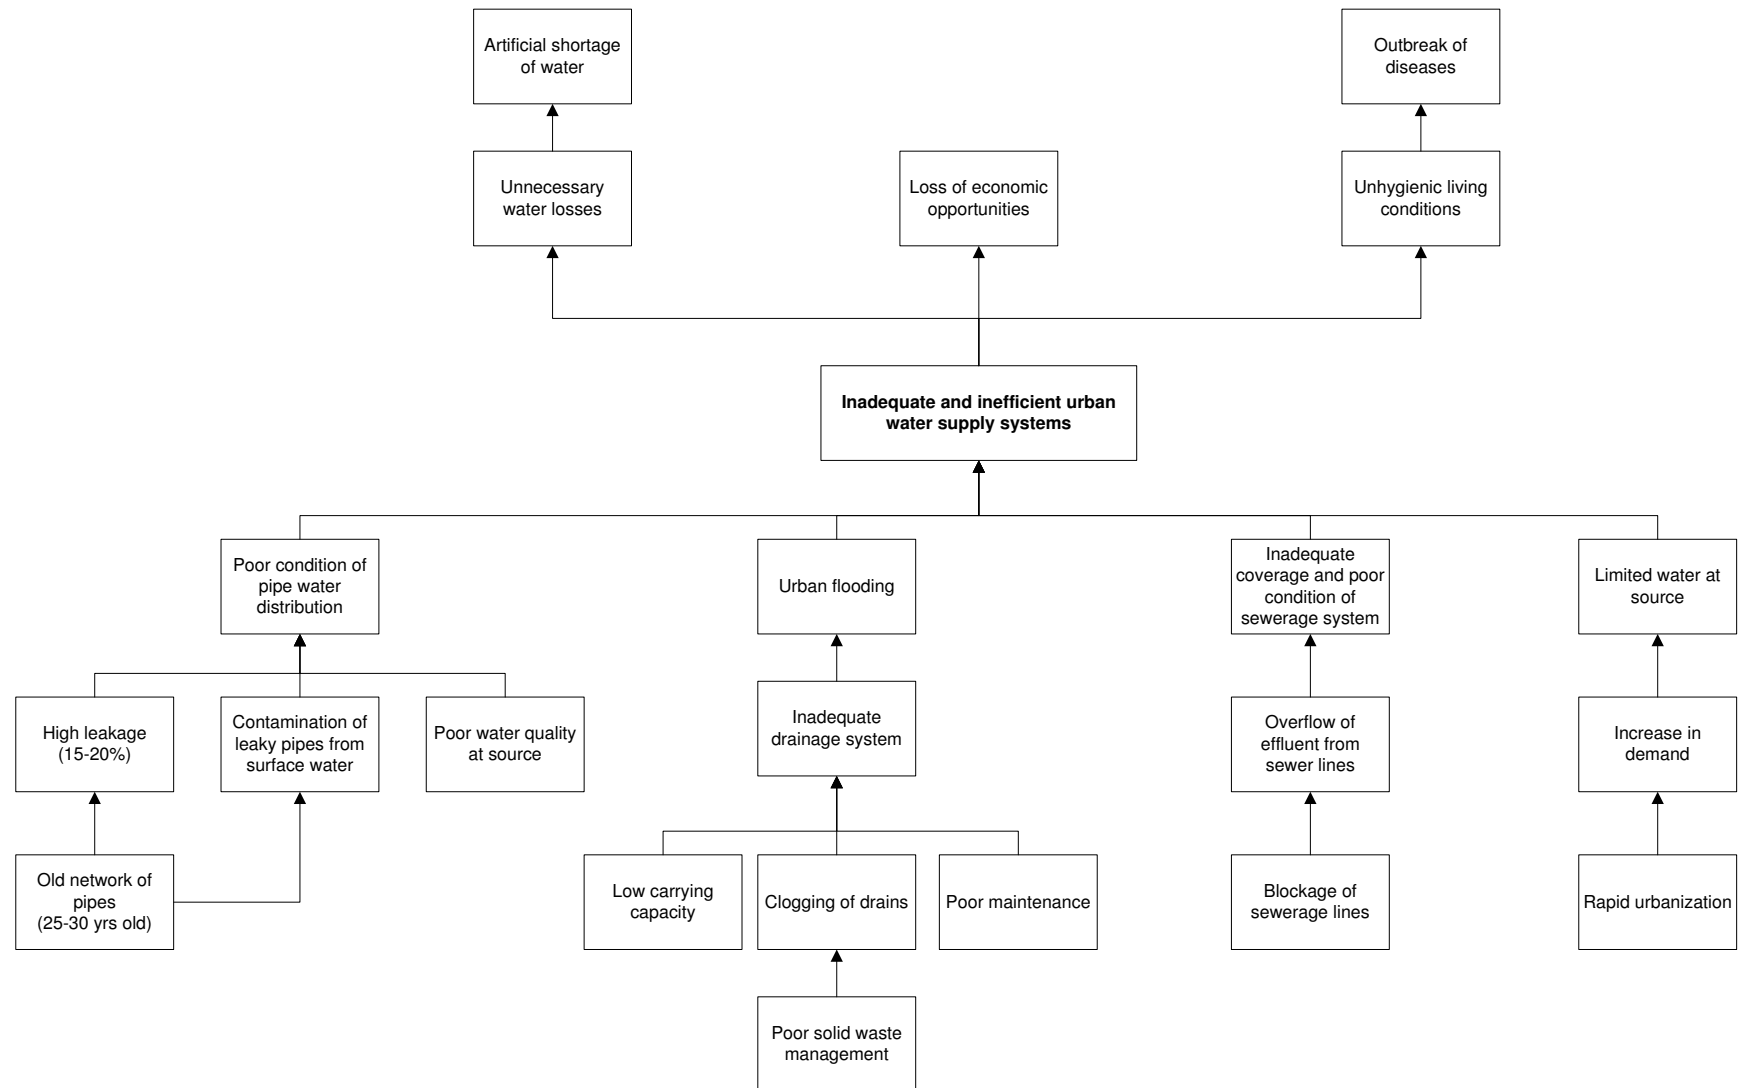 Artificial shortage
of water
Outbreak of
diseases
Unnecessary
water losses
Loss of economic
opportunities
Unhygienic living
conditions
Inadequate and inefficient urban
water supply systems
Poor condition of
pipe water
distribution
Urban flooding
Inadequate
coverage and poor
condition of
sewerage system
Limited water at
source
High leakage
(15-20%)
Contamination of
leaky pipes from
surface water
Poor water quality
at source
Inadequate
drainage system
Overflow of
effluent from
sewer lines
Increase in
demand
Old network of
pipes
(25-30 yrs old)
Low carrying
capacity
Clogging of drains
Poor maintenance
Blockage of
sewerage lines
Rapid urbanization
Poor solid waste
management